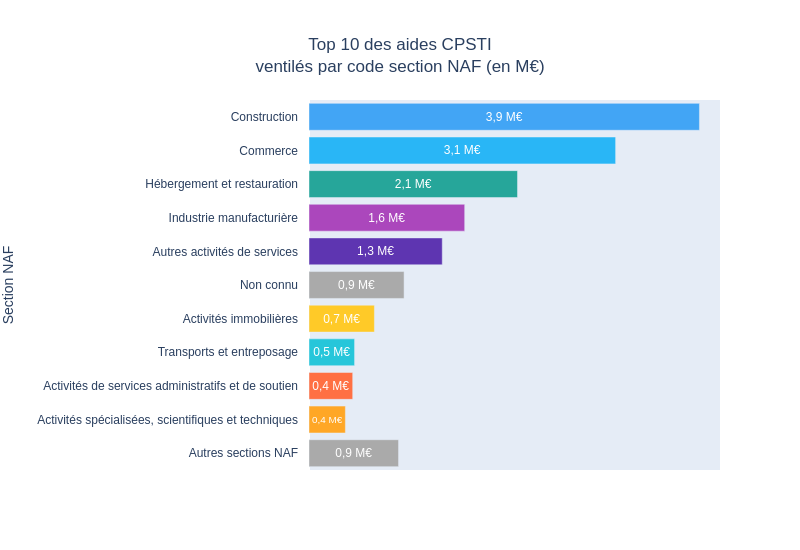 Top 10 des aides CPSTI
ventilés par code section NAF (en M€)
Section NAF
Construction 3,9 M€
Commerce 3,1 M€
Hébergement et restauration 2,1 M€
Industrie manufacturière 1,6 M€
Autres activités de services 1,3 M€
Non connu 0,9 M€
Activités immobilières 0,7 M€
Transports et entreposage 0,5 M€
Activités de services administratifs et de soutien 0,4 M€
Activités spécialisées, scientifiques et techniques 0,4 M€
Autres sections NAF 0,9 M€